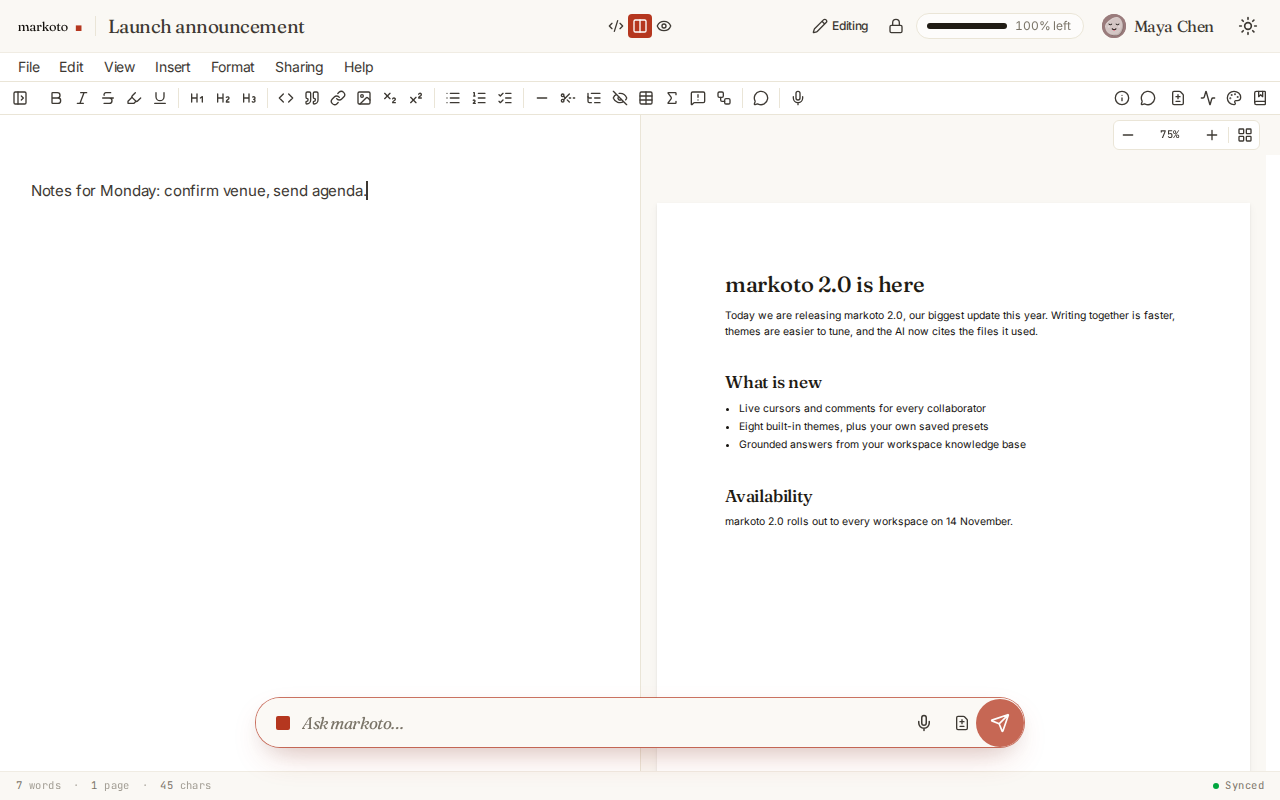 markoto
Launch announcement
Editing
100% left
Maya Chen
File Edit View Insert Format Sharing Help
H1 H2 H3
75%
Notes for Monday: confirm venue, send agenda.
markoto 2.0 is here
Today we are releasing markoto 2.0, our biggest update this year. Writing together is faster,
themes are easier to tune, and the AI now cites the files it used.
What is new
• Live cursors and comments for every collaborator
• Eight built-in themes, plus your own saved presets
• Grounded answers from your workspace knowledge base
Availability
markoto 2.0 rolls out to every workspace on 14 November.
Ask markoto...
7 words · 1 page · 45 chars
Synced